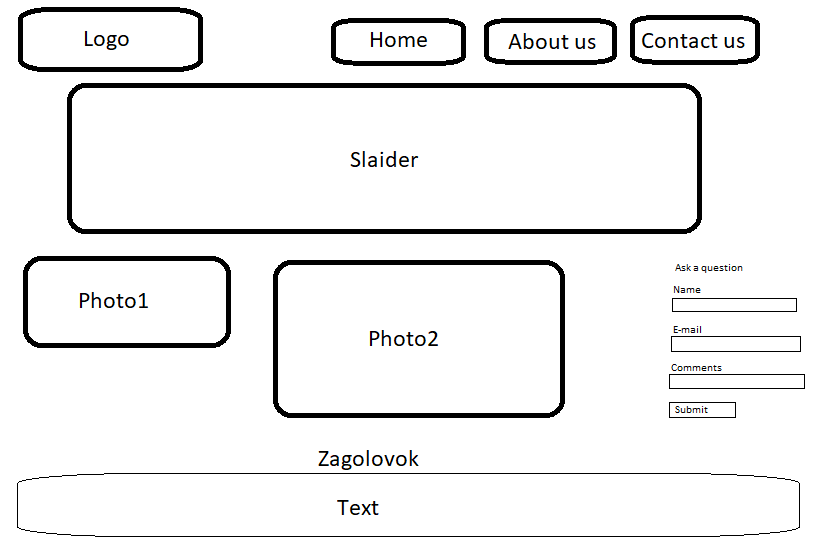 Logo
Home
About us
Contact us
Slaider
Photo1
Photo2
Ask a question
Name
E-mail
Comments
Submit
Zagolovok
Text